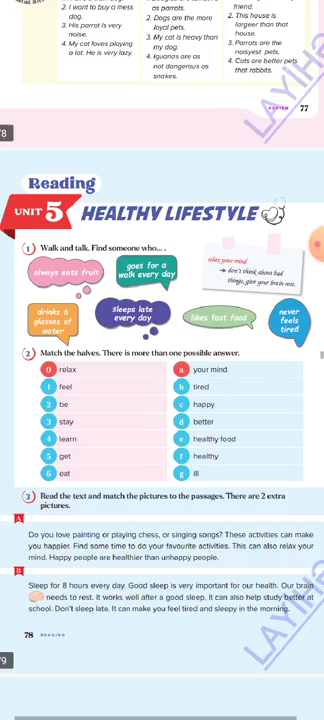 2. I want to buy a mess
dog.
3. His parrot is very
noise.
4. My cat foves playing
a lot. He is very lazy.
as parrots.
2. Dogs are the more
loyal pets.
3. My cat is heavy than
my dog.
4. Iguanas are as
not dangerous as
snakes.
friend.
2. This house is
largeer than that
house.
3. Parrots are the
noisyest pets.
4. Cats are better pets
that rabbits.
REVIEW 77
78
LAYIHƏ
Reading
UNIT 5 HEALTHY LIFESTYLE
1 Walk and talk. Find someone who... .
always eats fruit
goes for a
walk every day
relax your mind
→ don't think about bad
things, give your brain rest.
drinks 6
glasses of
water
sleeps late
every day
likes fast food
never
feels
tired
2 Match the halves. There is more than one possible answer.
0 relax a your mind
1 feel b tired
2 be c happy
3 stay d better
4 learn e healthy food
5 get f healthy
6 eat g ill
3 Read the text and match the pictures to the passages. There are 2 extra
pictures.
A
Do you love painting or playing chess, or singing songs? These activities can make
you happier. Find some time to do your favourite activities. This can also relax your
mind. Happy people are healthier than unhappy people.
B
Sleep for 8 hours every day. Good sleep is very important for our health. Our brain
needs to rest. It works well after a good sleep. It can also help study better at
school. Don't sleep late. It can make you feel tired and sleepy in the morning.
78 READING
LAYIHƏ
79